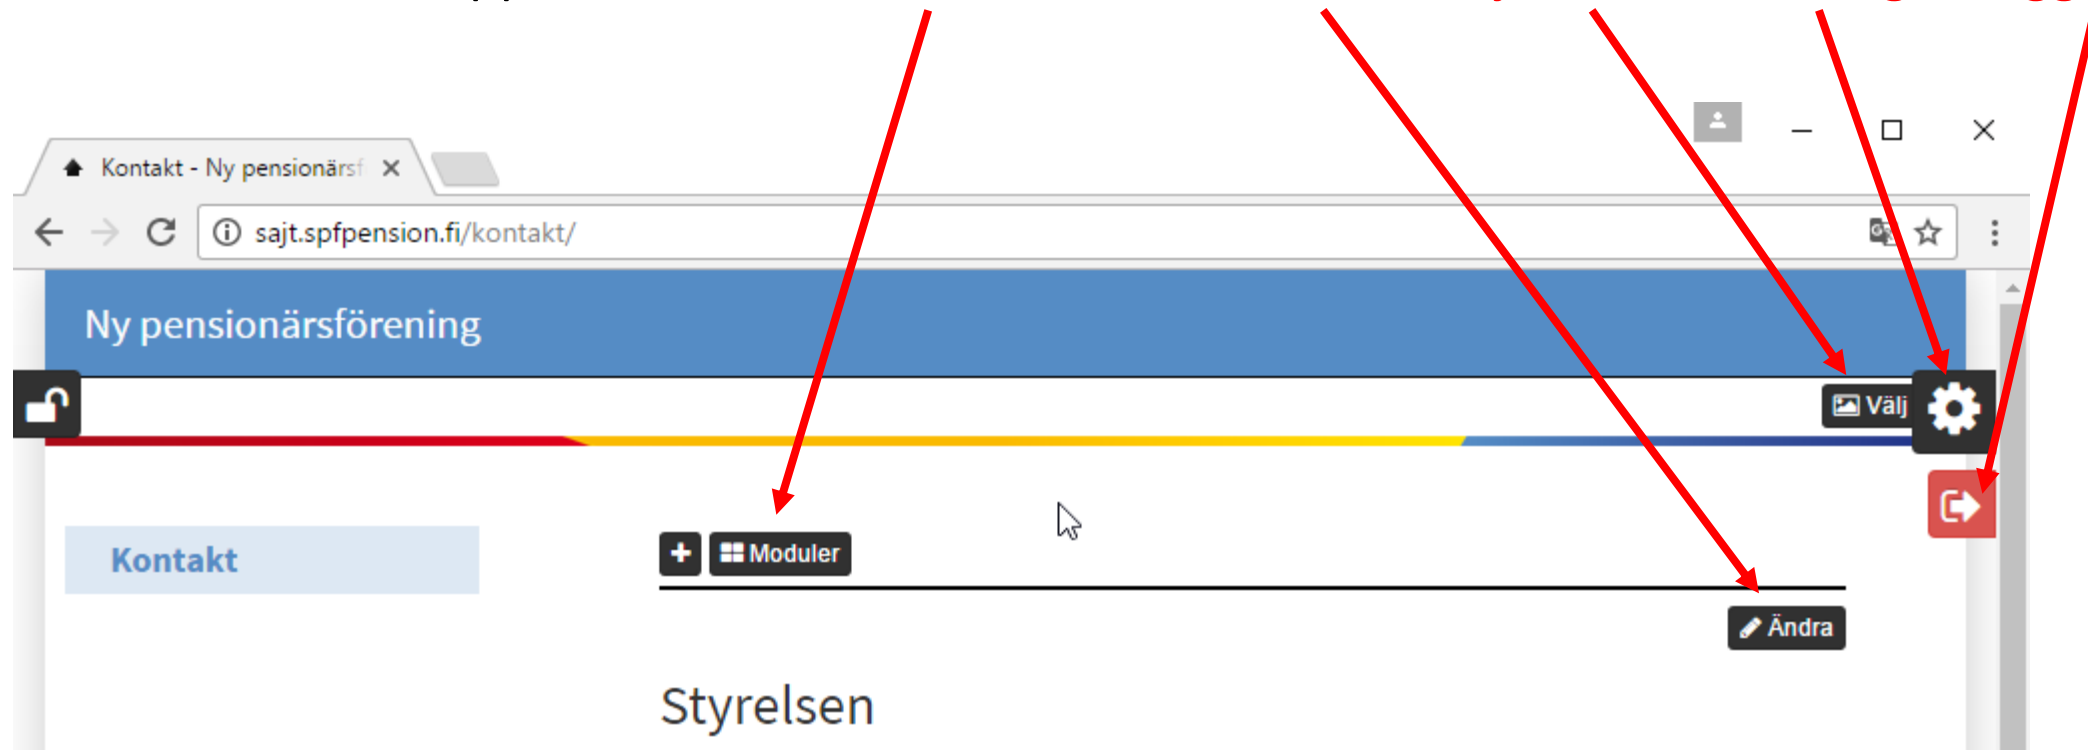 Kontakt - Ny pensionärsf
sajt.spfpension.fi/kontakt/
Ny pensionärsförening
Välj
Kontakt
+ Moduler
Ändra
Styrelsen